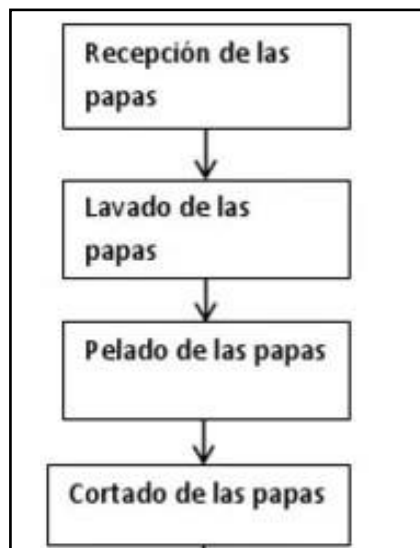 Recepción de las
papas
Lavado de las
papas
Pelado de las papas
Cortado de las papas